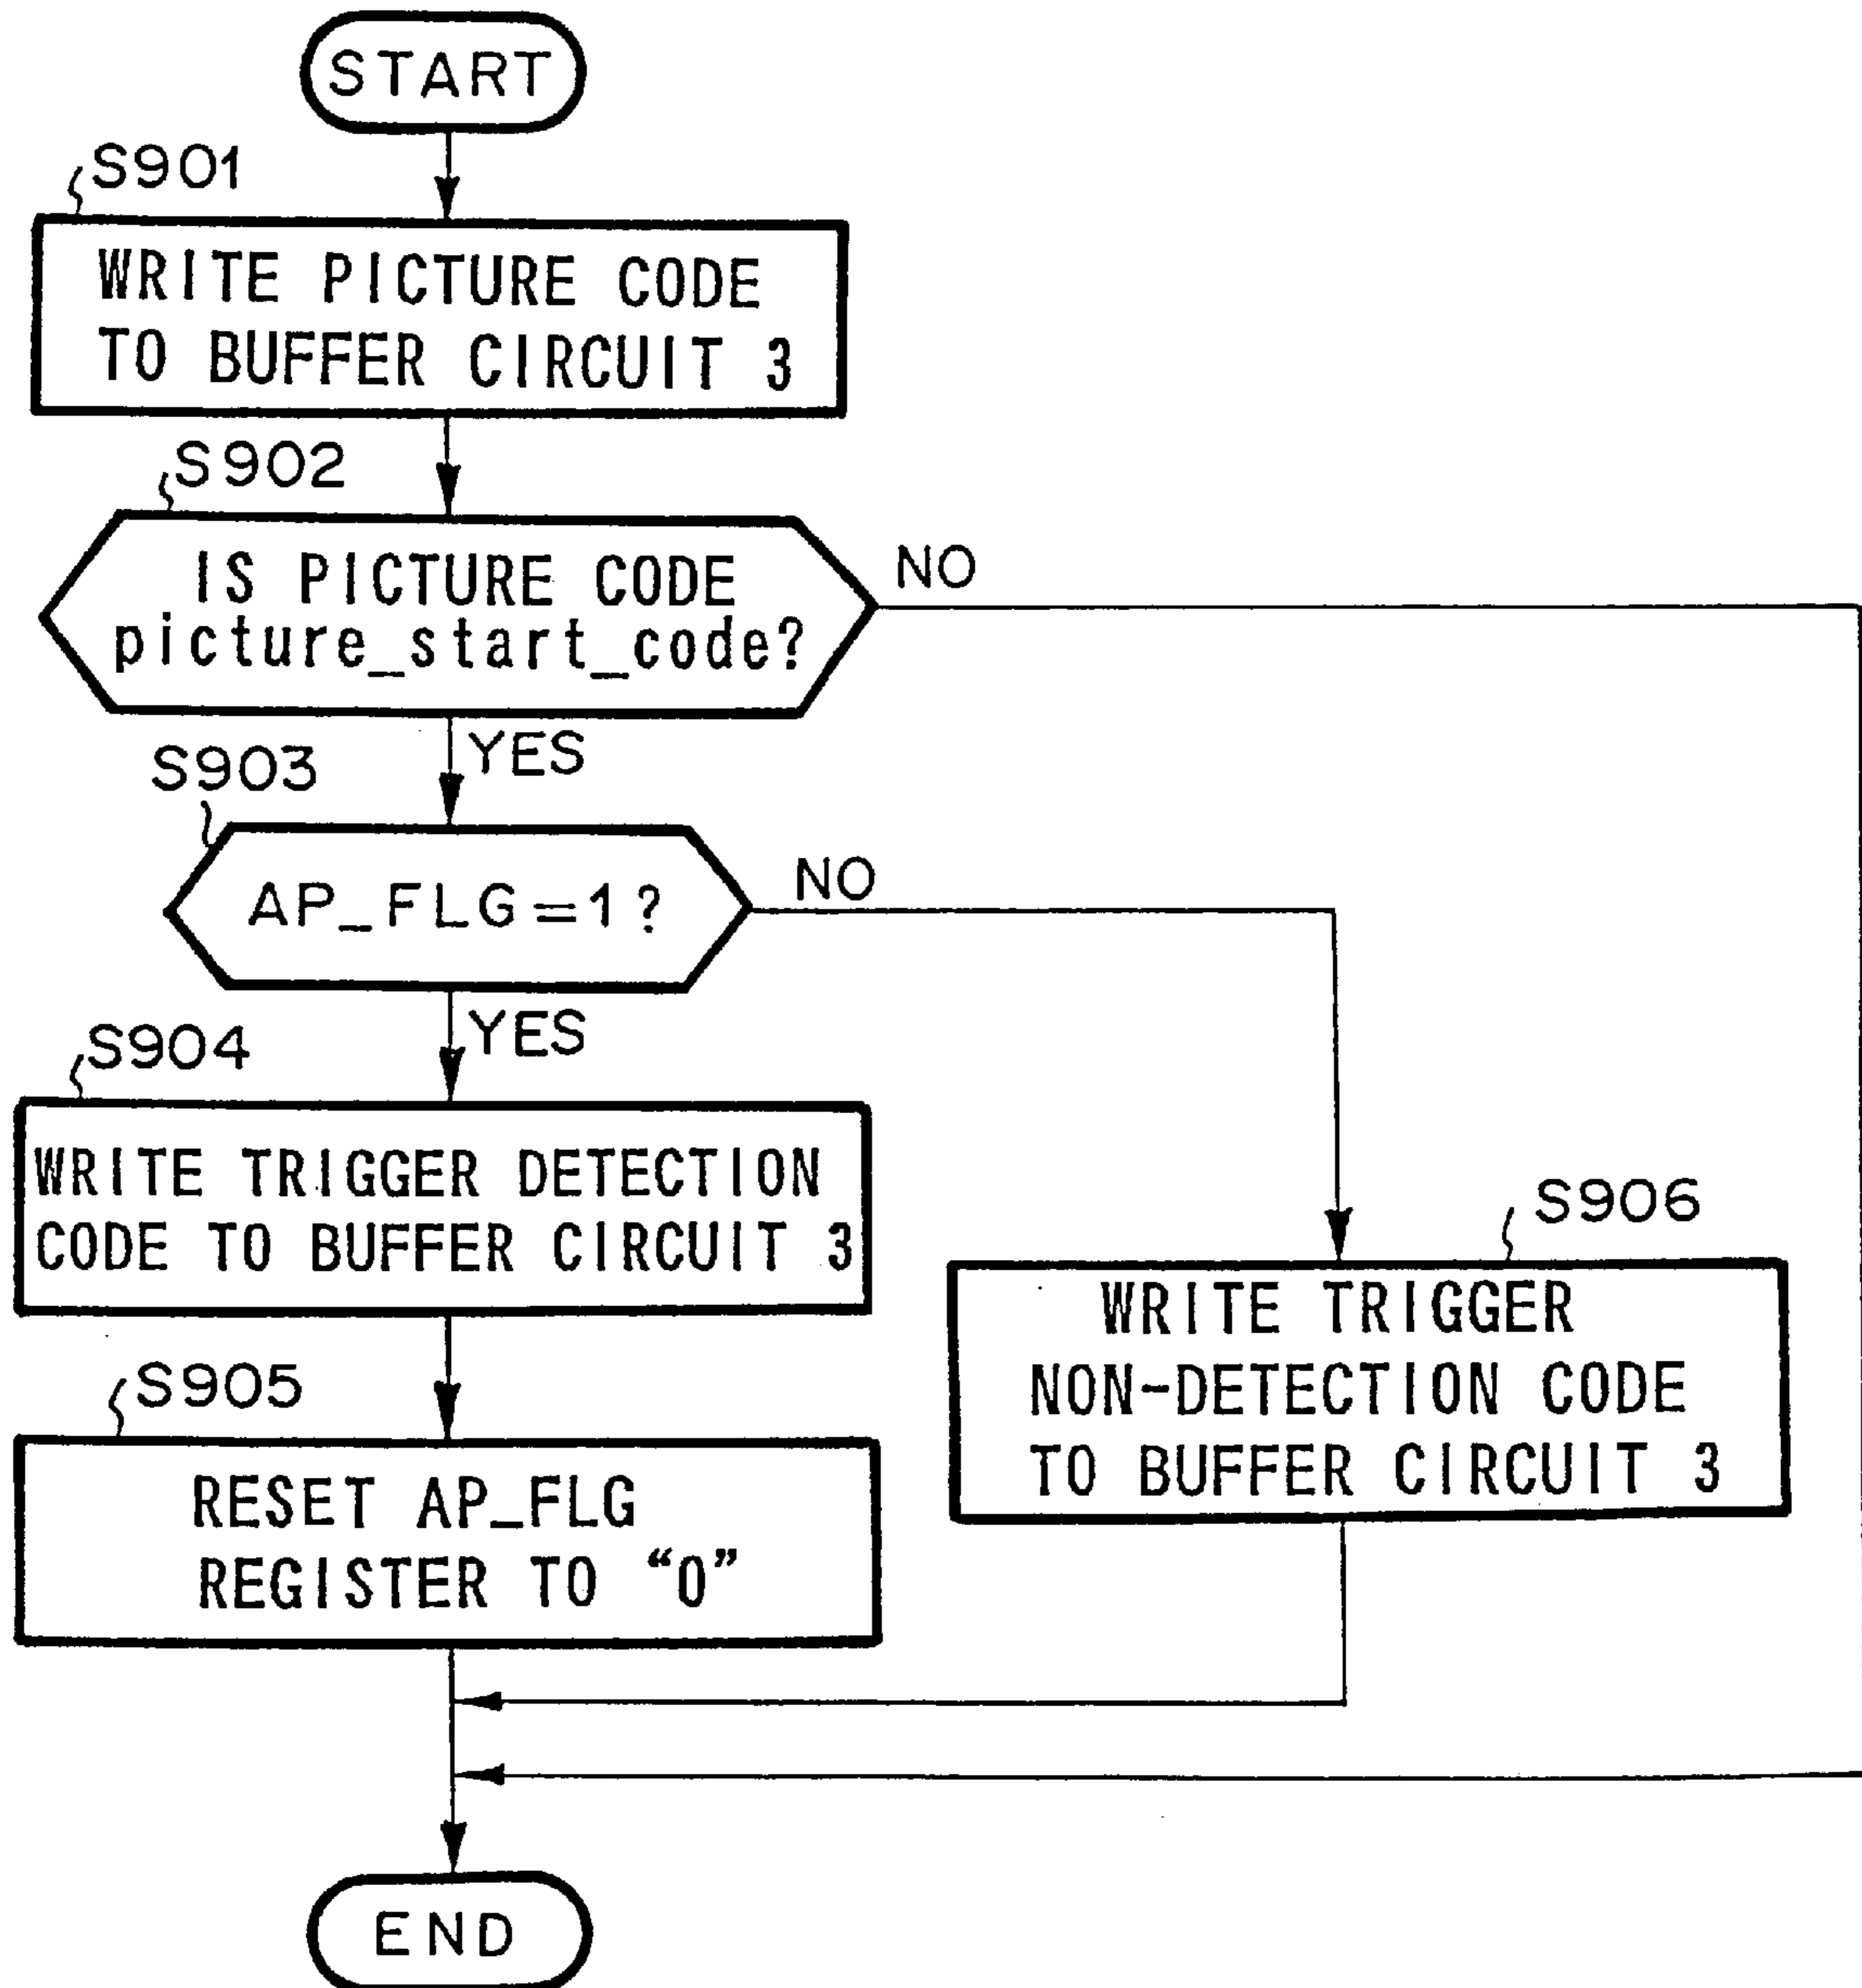 START
S901
WRITE PICTURE CODE
TO BUFFER CIRCUIT 3
S902
IS PICTURE CODE
picture_start_code?
NO
YES
S903
AP_FLG=1?
NO
YES
S904
WRITE TRIGGER DETECTION
CODE TO BUFFER CIRCUIT 3
S906
WRITE TRIGGER
NON-DETECTION CODE
TO BUFFER CIRCUIT 3
S905
RESET AP_FLG
REGISTER TO “0”
END